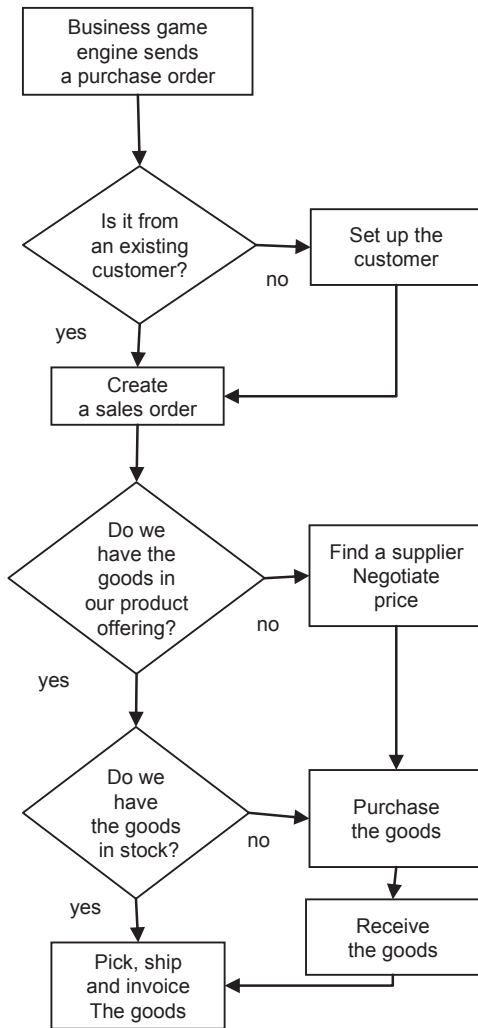 Business game
engine sends
a purchase order
Is it from
an existing
customer?
no
Set up the
customer
yes
Create
a sales order
Do we
have the
goods in
our product
offering?
no
Find a supplier
Negotiate
price
yes
Do we
have
the goods
in stock?
no
Purchase
the goods
yes
Receive
the goods
Pick, ship
and invoice
The goods